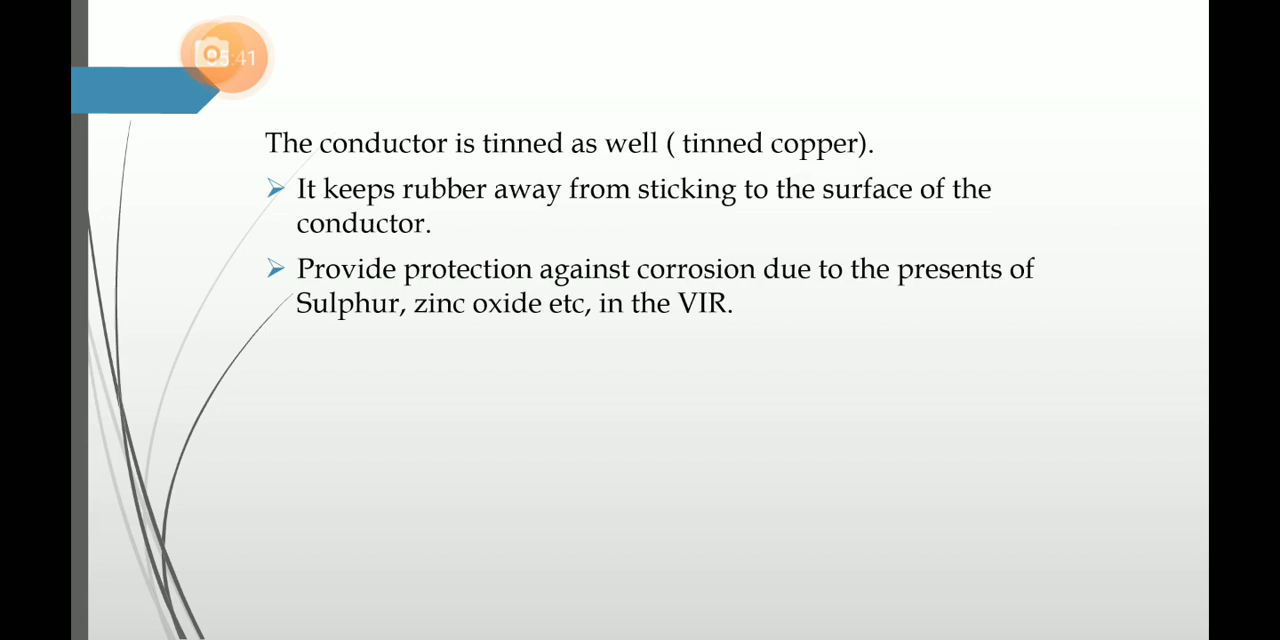 :41
The conductor is tinned as well ( tinned copper).
It keeps rubber away from sticking to the surface of the
conductor.
Provide protection against corrosion due to the presents of
Sulphur, zinc oxide etc, in the VIR.